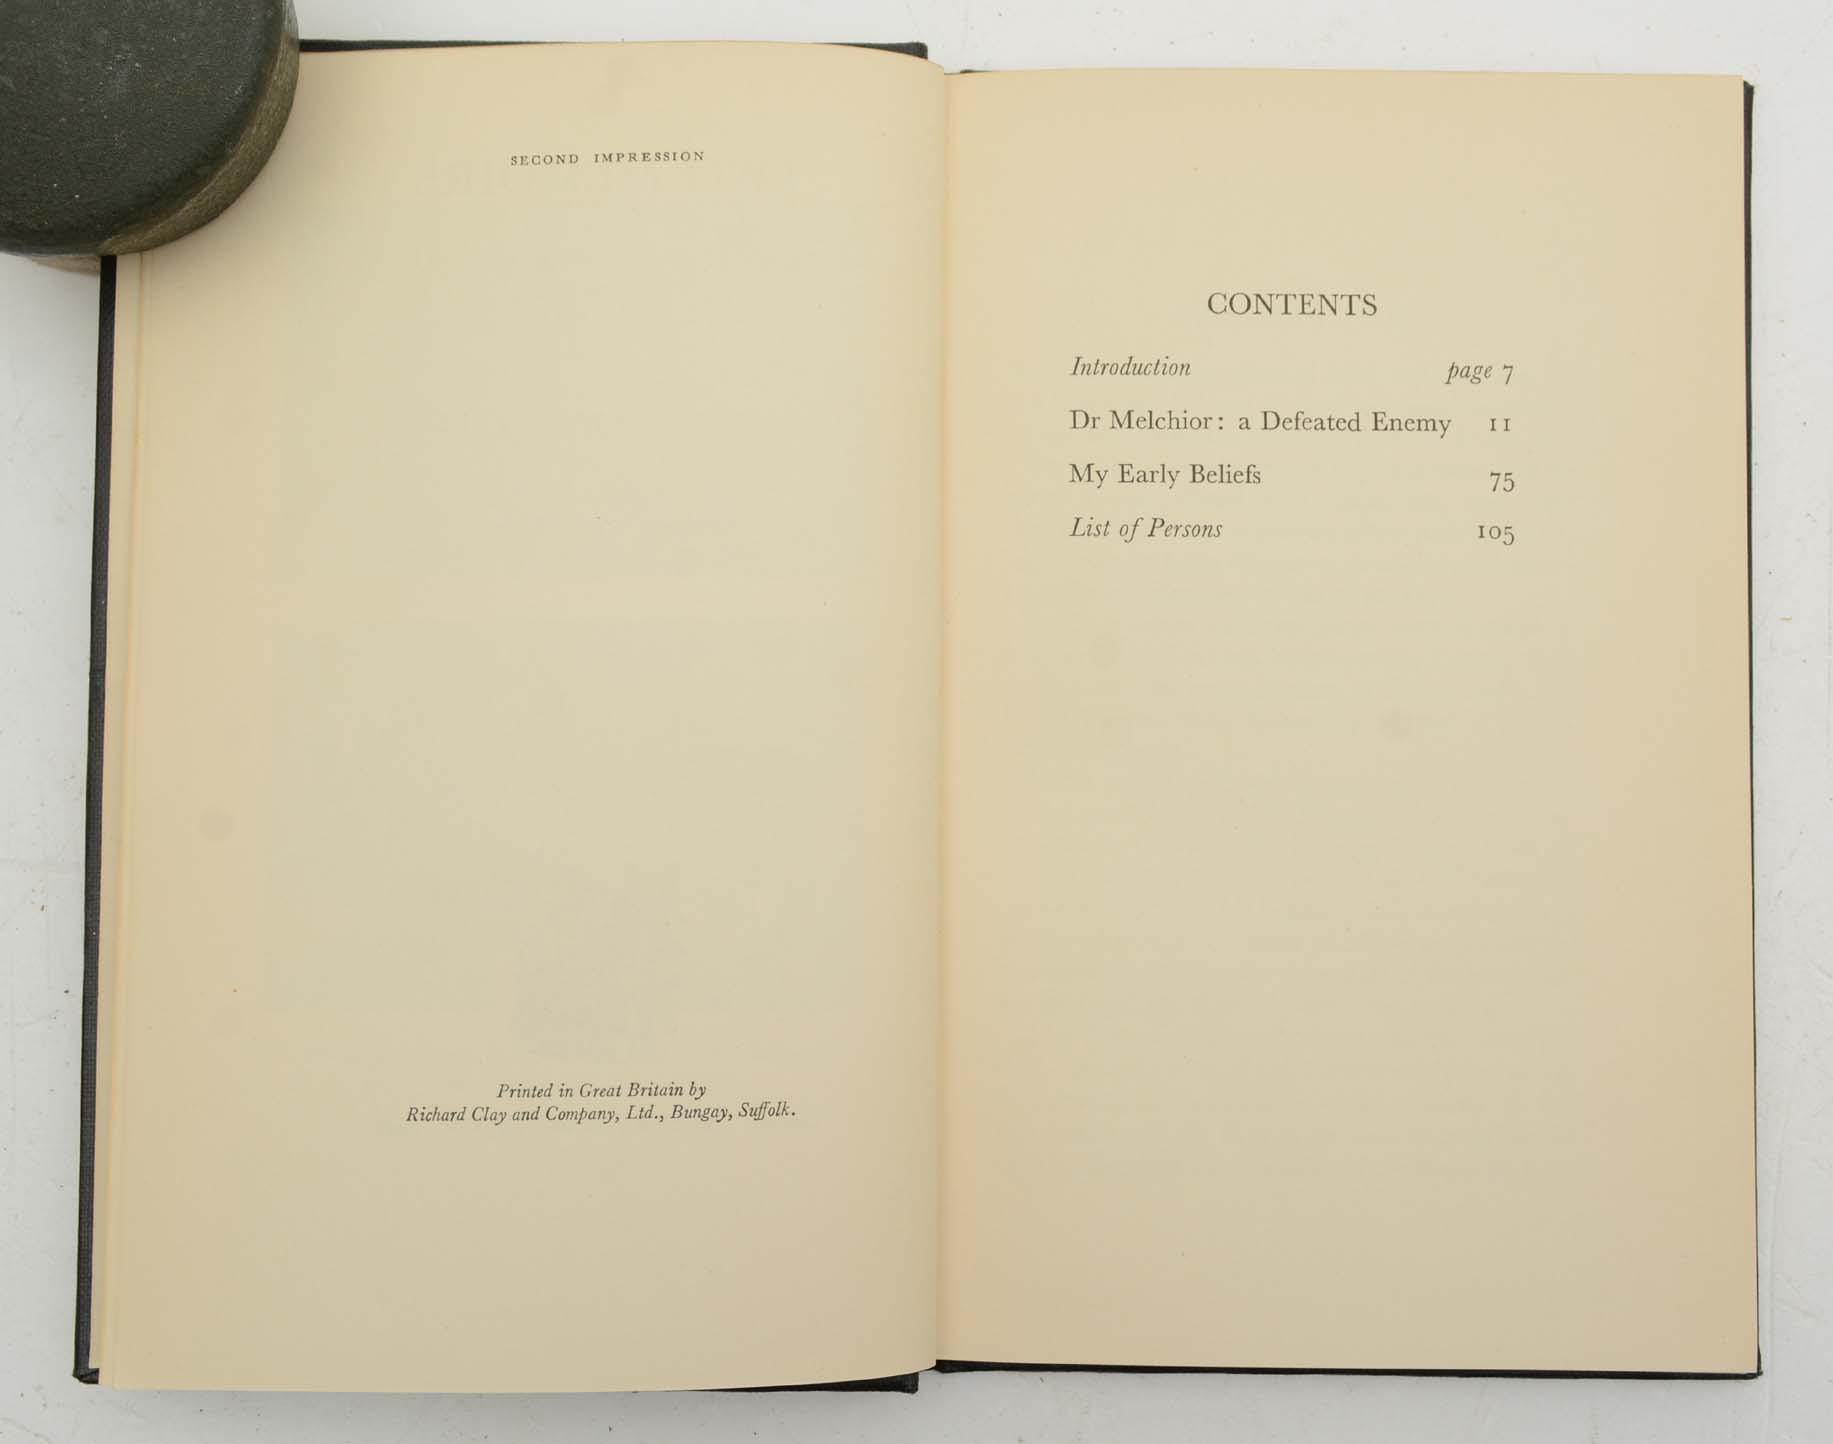 SECOND IMPRESSION
Printed in Great Britain by
Richard Clay and Company, Ltd., Bungay, Suffolk.
CONTENTS
Introduction page 7
Dr Melchior: a Defeated Enemy 11
My Early Beliefs 75
List of Persons 105